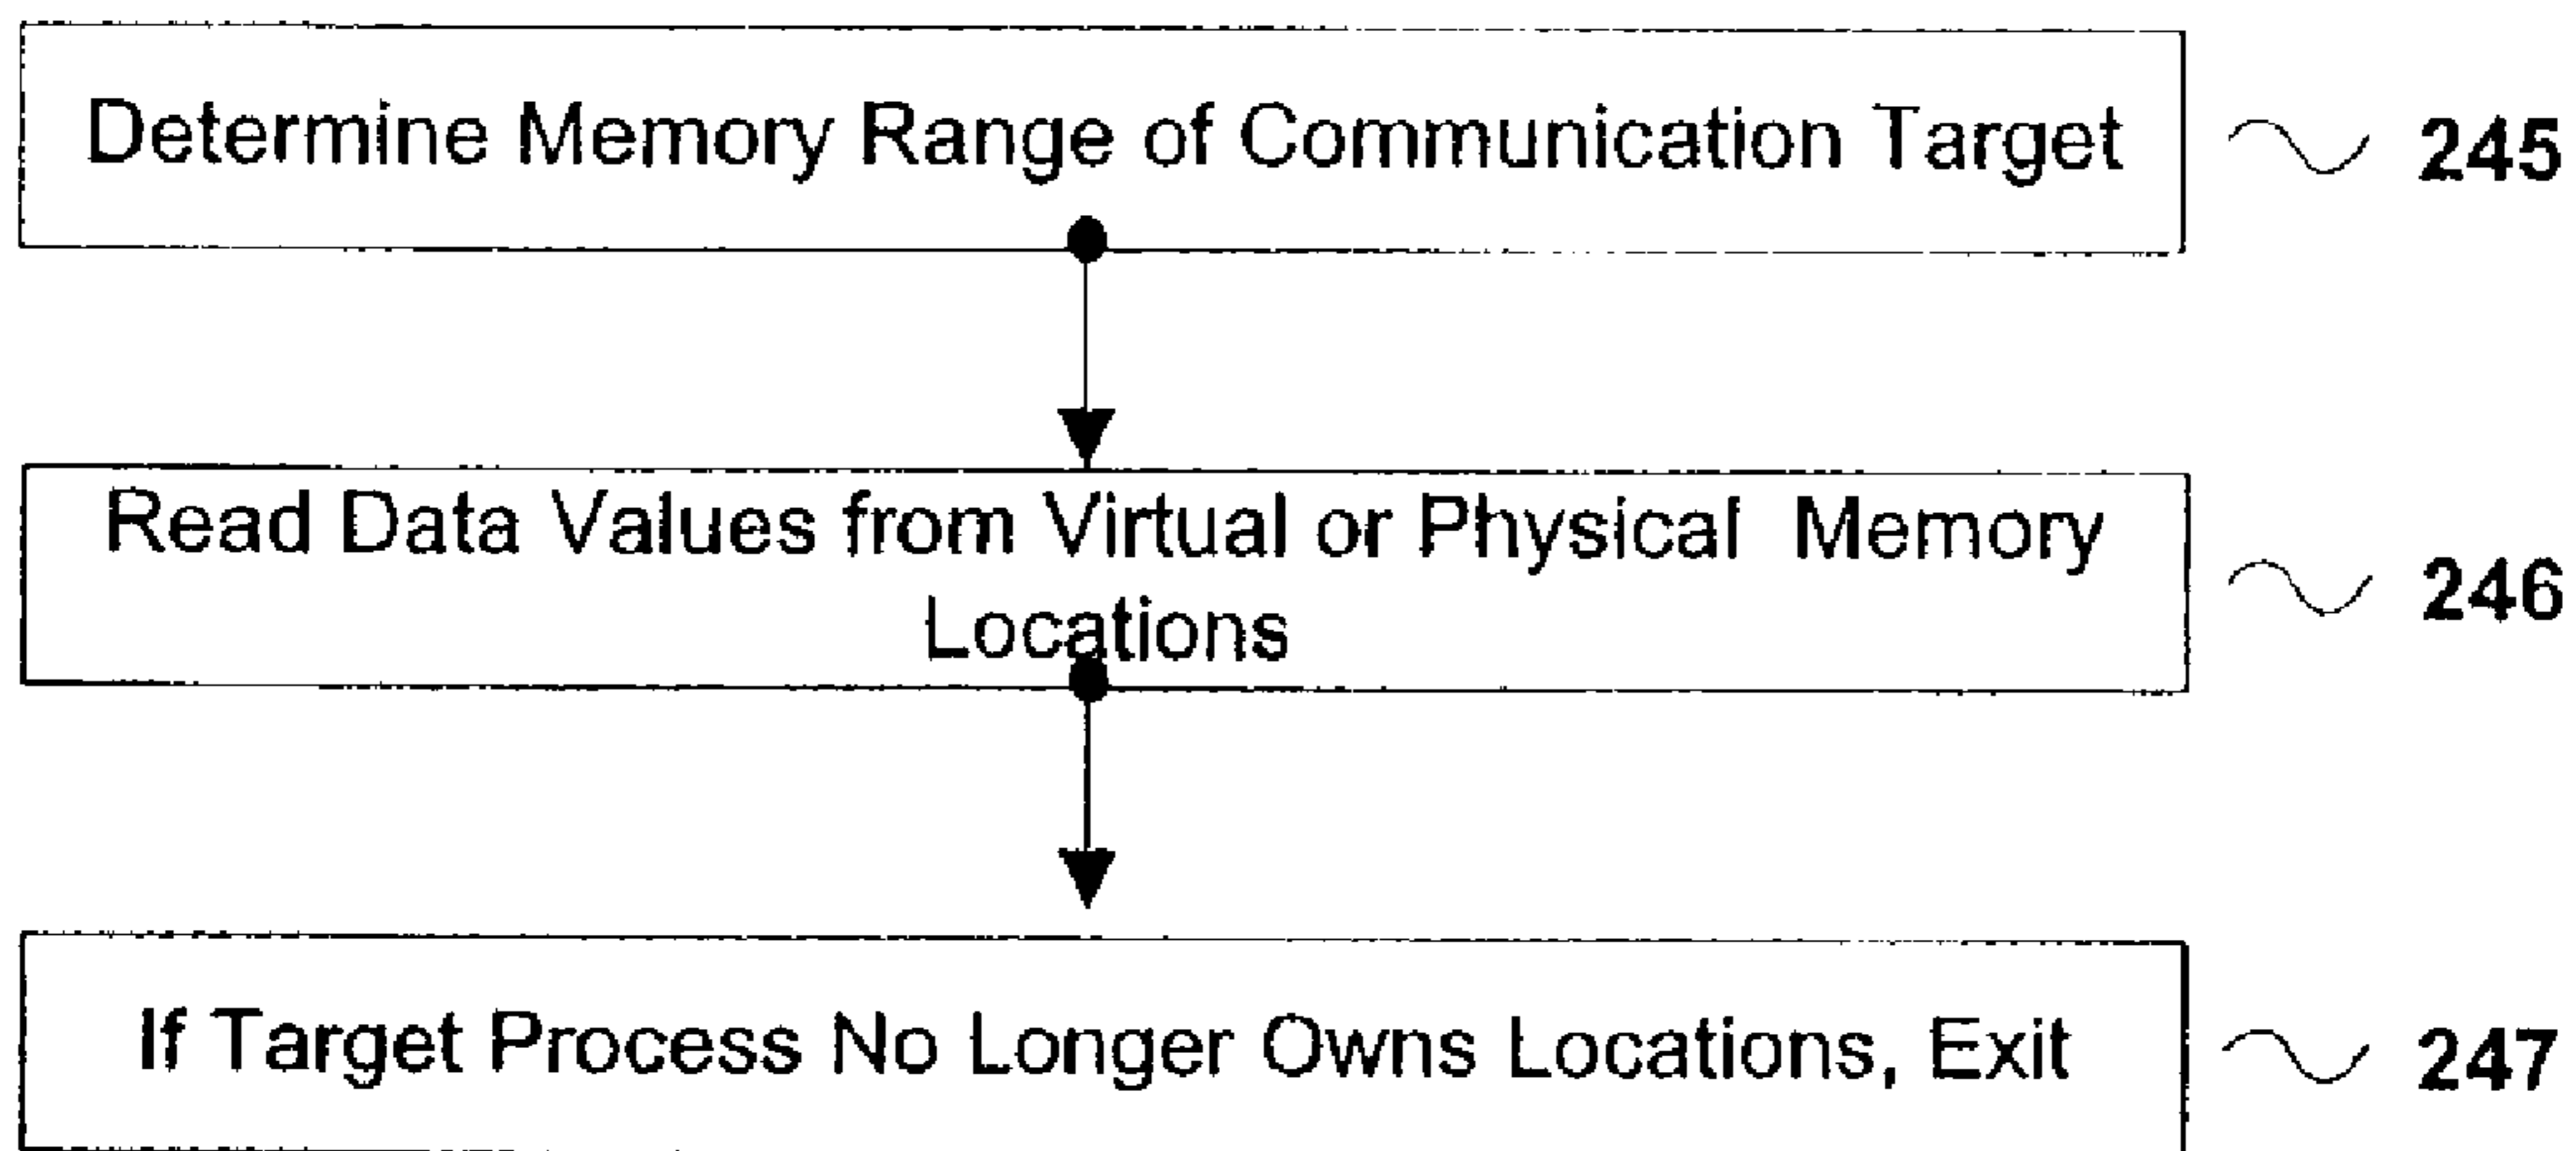 Determine Memory Range of Communication Target 245
Read Data Values from Virtual or Physical Memory
Locations
246
If Target Process No Longer Owns Locations, Exit 247